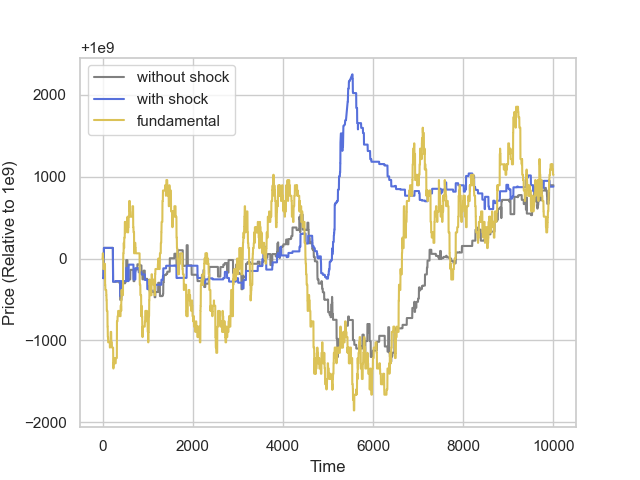 +1e9
without shock
with shock
fundamental
2000
1000
0
−1000
−2000
Price (Relative to 1e9)
0 2000 4000 6000 8000 10000
Time